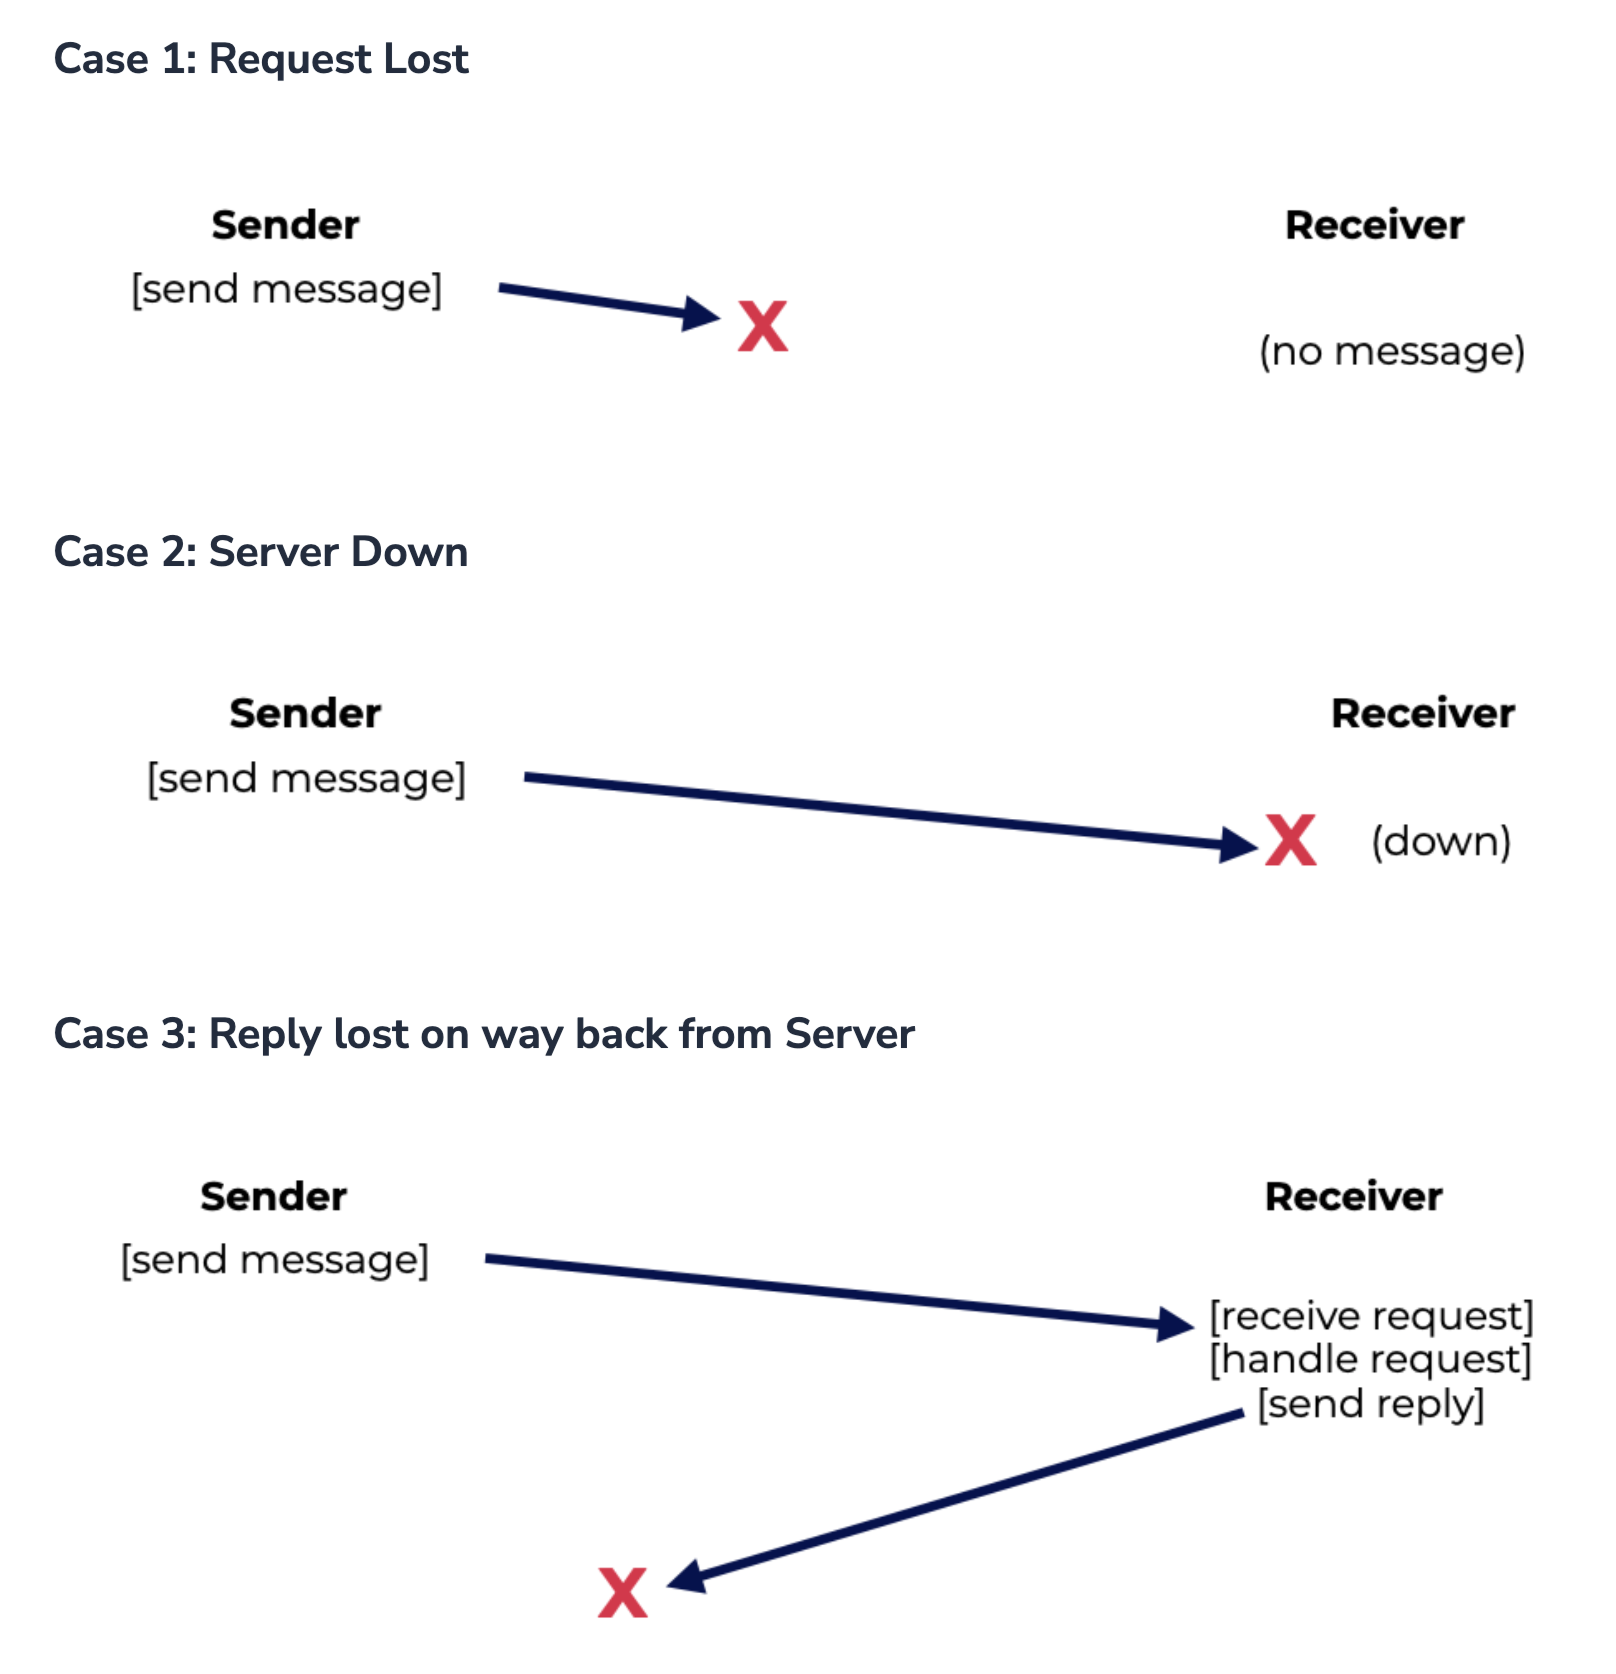 Case 1: Request Lost
Sender
Receiver
[send message]
X
(no message)
Case 2: Server Down
Sender
Receiver
[send message]
X
(down)
Case 3: Reply lost on way back from Server
Sender
Receiver
[send message]
[receive request]
[handle request]
[send reply]
X